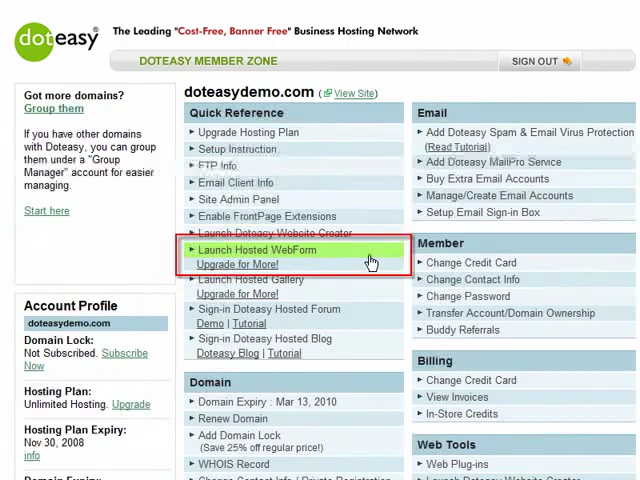 doteasy®
The Leading "Cost-Free, Banner Free" Business Hosting Network
DOTEASY MEMBER ZONE
SIGN OUT
Got more domains?
Group them
If you have other domains
with Doteasy, you can group
them under a "Group
Manager" account for easier
managing.
Start here
Account Profile
doteasydemo.com
Domain Lock:
Not Subscribed. Subscribe
Now
Hosting Plan:
Unlimited Hosting. Upgrade
Hosting Plan Expiry:
Nov 30, 2008
info
doteasydemo.com (View Site)
Quick Reference
Upgrade Hosting Plan
Setup Instruction
FTP Info
Email Client Info
Site Admin Panel
Enable FrontPage Extensions
Launch Doteasy Website Creator
Launch Hosted WebForm
Upgrade for More!
Launch Hosted Gallery
Upgrade for More!
Sign-in Doteasy Hosted Forum
Demo | Tutorial
Sign-in Doteasy Hosted Blog
Doteasy Blog | Tutorial
Domain
Domain Expiry : Mar 13, 2010
Renew Domain
Add Domain Lock
(Save 25% off regular price!)
WHOIS Record
Email
Add Doteasy Spam & Email Virus Protection
(Read Tutorial)
Add Doteasy MailPro Service
Buy Extra Email Accounts
Manage/Create Email Accounts
Setup Email Sign-in Box
Member
Change Credit Card
Change Contact Info
Change Password
Transfer Account/Domain Ownership
Buddy Referrals
Billing
Change Credit Card
View Invoices
In-Store Credits
Web Tools
Web Plug-ins